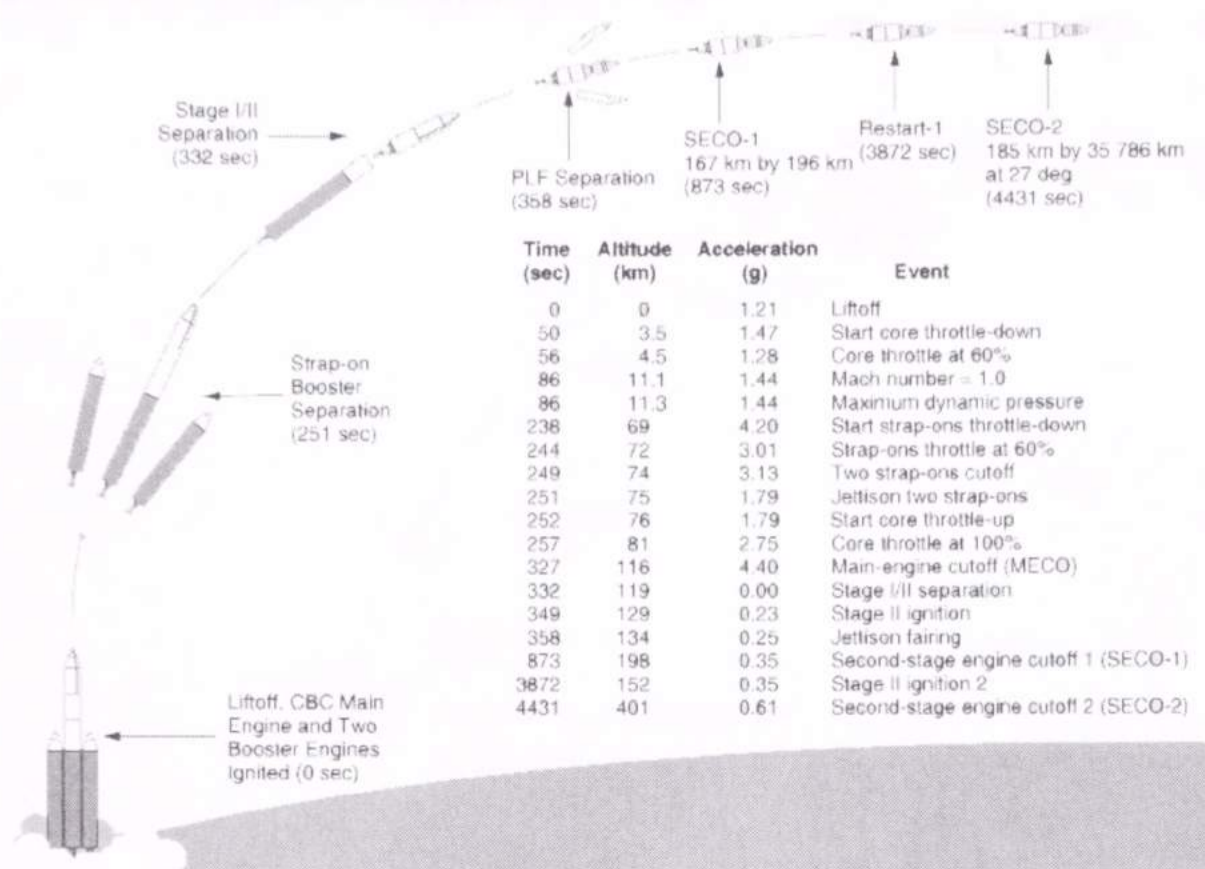 Stage I/II
Separation
(332 sec)
PLF Separation
(358 sec)
SECO-1
167 km by 196 km
(873 sec)
Restart-1
(3872 sec)
SECO-2
185 km by 35 786 km
at 27 deg
(4431 sec)
Strap-on
Booster
Separation
(251 sec)
Liftoff, CBC Main
Engine and Two
Booster Engines
Ignited (0 sec)
Time Altitude Acceleration
(sec) (km) (g) Event
0 0 1.21 Liftoff
50 3.5 1.47 Start core throttle-down
56 4.5 1.28 Core throttle at 60%
86 11.1 1.44 Mach number = 1.0
86 11.3 1.44 Maximum dynamic pressure
238 69 4.20 Start strap-ons throttle-down
244 72 3.01 Strap-ons throttle at 60%
249 74 3.13 Two strap-ons cutoff
251 75 1.79 Jettison two strap-ons
252 76 1.79 Start core throttle-up
257 81 2.75 Core throttle at 100%
327 116 4.40 Main-engine cutoff (MECO)
332 119 0.00 Stage I/II separation
349 129 0.23 Stage II ignition
358 134 0.25 Jettison fairing
873 198 0.35 Second-stage engine cutoff 1 (SECO-1)
3872 152 0.35 Stage II ignition 2
4431 401 0.61 Second-stage engine cutoff 2 (SECO-2)